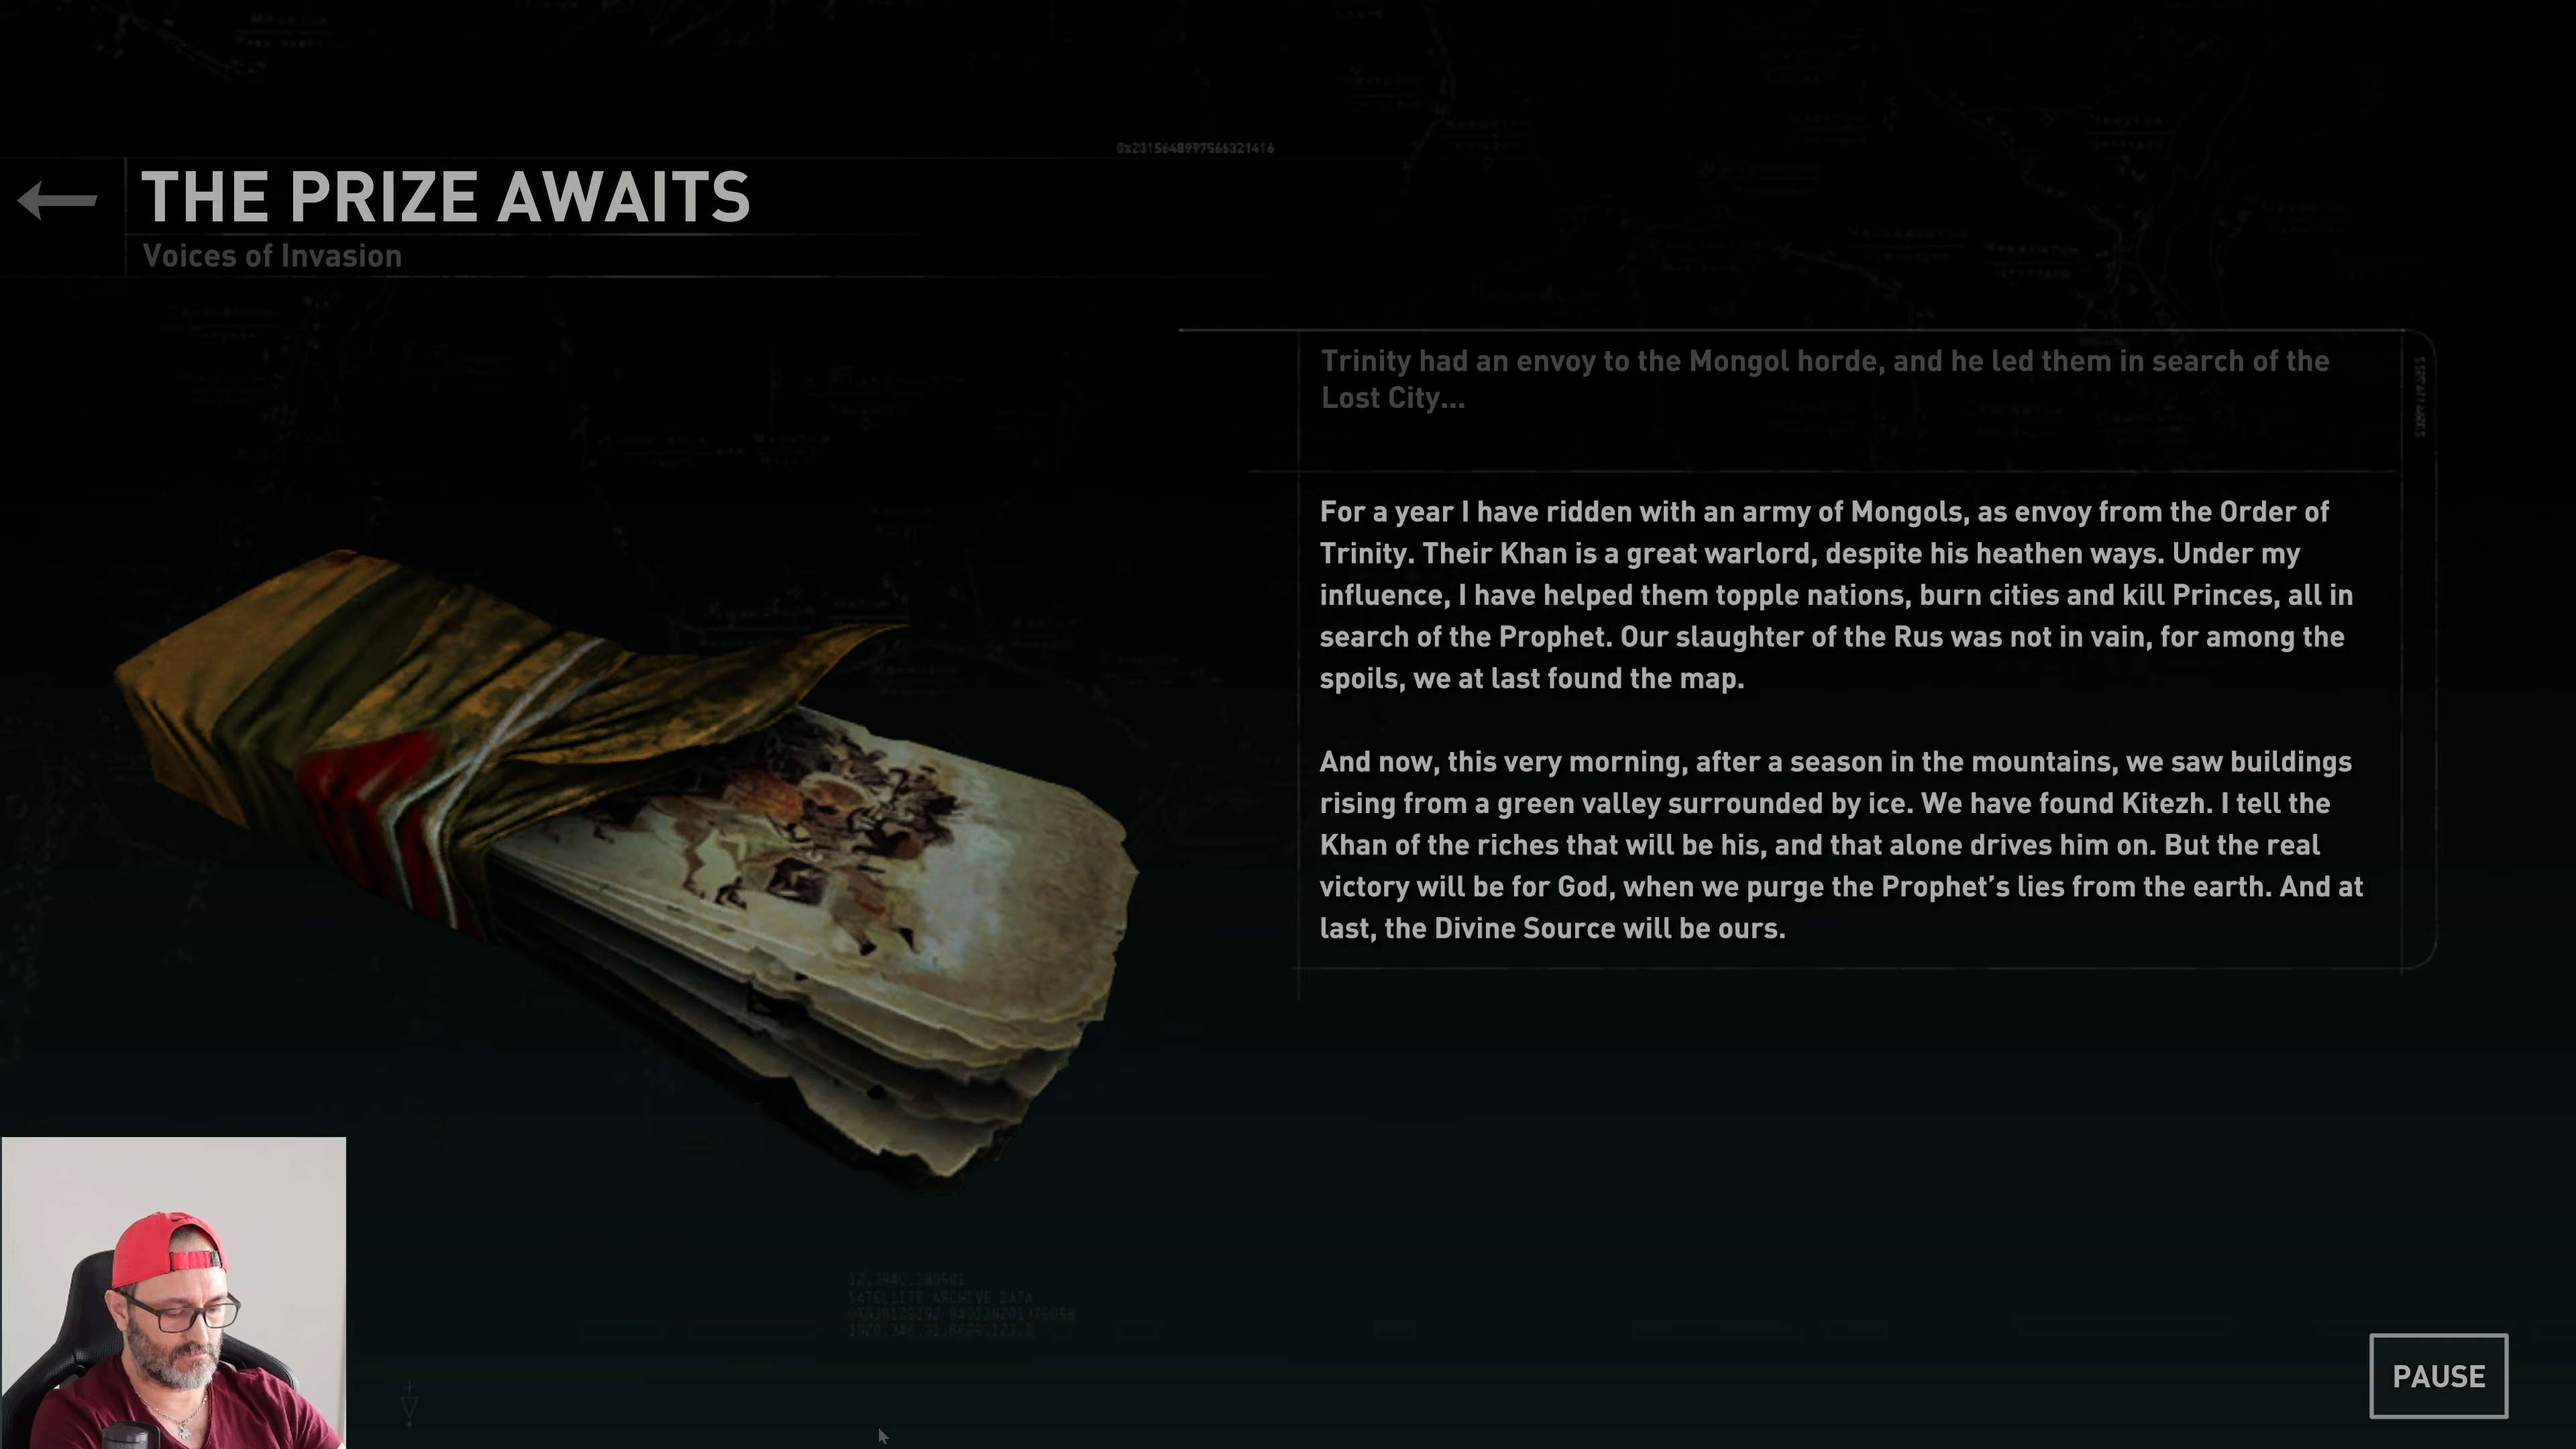 0x2315648997566321416
THE PRIZE AWAITS
Voices of Invasion
Trinity had an envoy to the Mongol horde, and he led them in search of the
Lost City...
For a year I have ridden with an army of Mongols, as envoy from the Order of
Trinity. Their Khan is a great warlord, despite his heathen ways. Under my
influence, I have helped them topple nations, burn cities and kill Princes, all in
search of the Prophet. Our slaughter of the Rus was not in vain, for among the
spoils, we at last found the map.
And now, this very morning, after a season in the mountains, we saw buildings
rising from a green valley surrounded by ice. We have found Kitezh. I tell the
Khan of the riches that will be his, and that alone drives him on. But the real
victory will be for God, when we purge the Prophet's lies from the earth. And at
last, the Divine Source will be ours.
SATELLITE ARCHIVE DATA
PAUSE